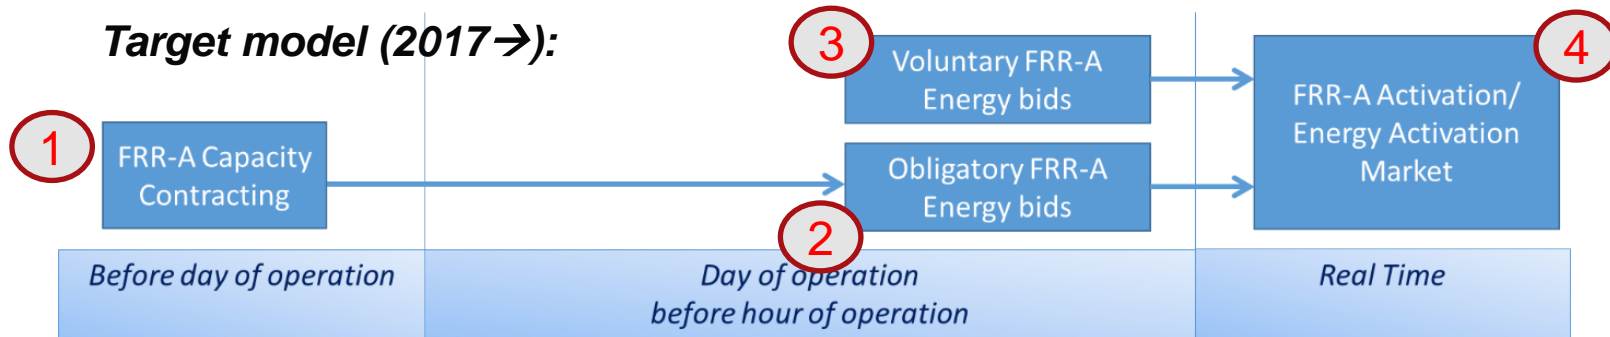 Target model (2017→):
1
FRR-A Capacity
Contracting
3
Voluntary FRR-A
Energy bids
2
Obligatory FRR-A
Energy bids
4
FRR-A Activation/
Energy Activation
Market
Before day of operation
Day of operation
before hour of operation
Real Time